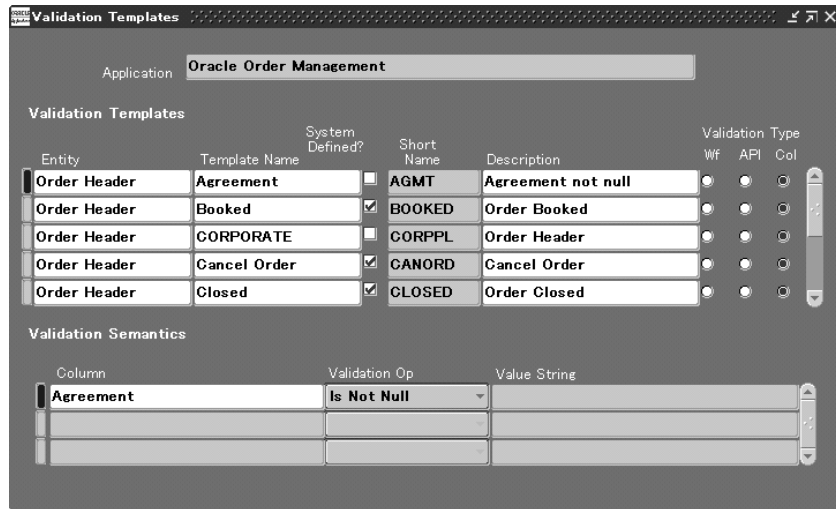 Validation Templates
Application Oracle Order Management
Validation Templates
System Defined?
Validation Type
Entity Template Name Short Name Description Wf API Col
Order Header Agreement AGMT Agreement not null
Order Header Booked BOOKED Order Booked
Order Header CORPORATE CORPPL Order Header
Order Header Cancel Order CANORD Cancel Order
Order Header Closed CLOSED Order Closed
Validation Semantics
Column Validation Op Value String
Agreement Is Not Null